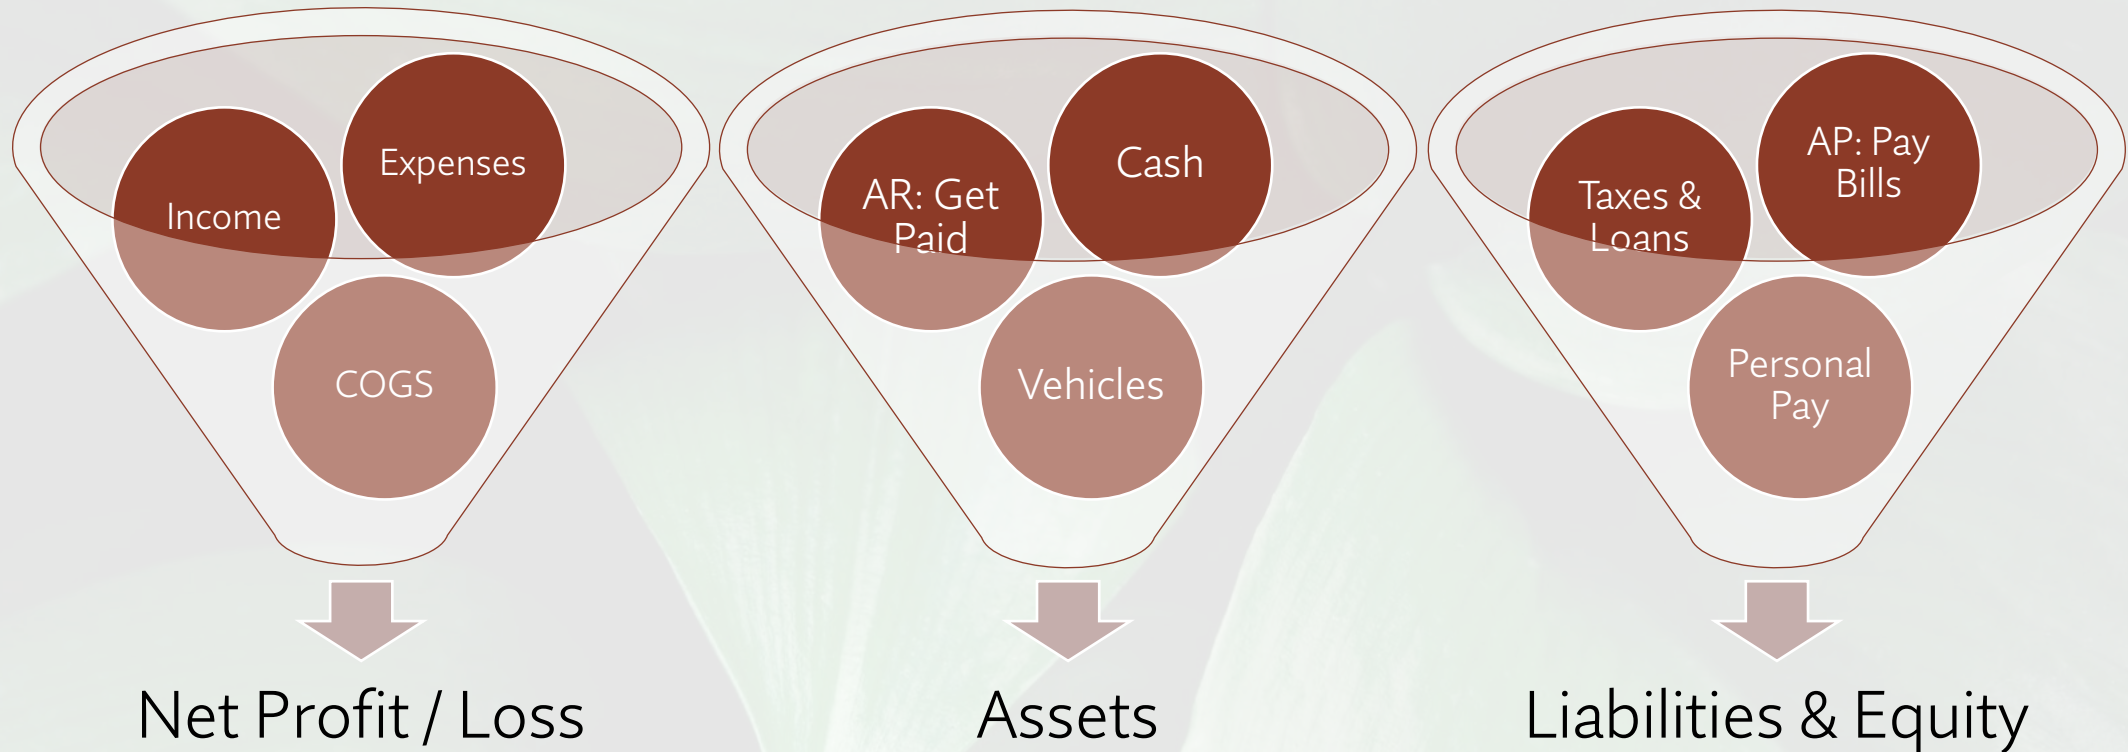 Income
Expenses
COGS
Net Profit / Loss
AR: Get
Paid
Cash
Vehicles
Assets
Taxes &
Loans
AP: Pay
Bills
Personal
Pay
Liabilities & Equity